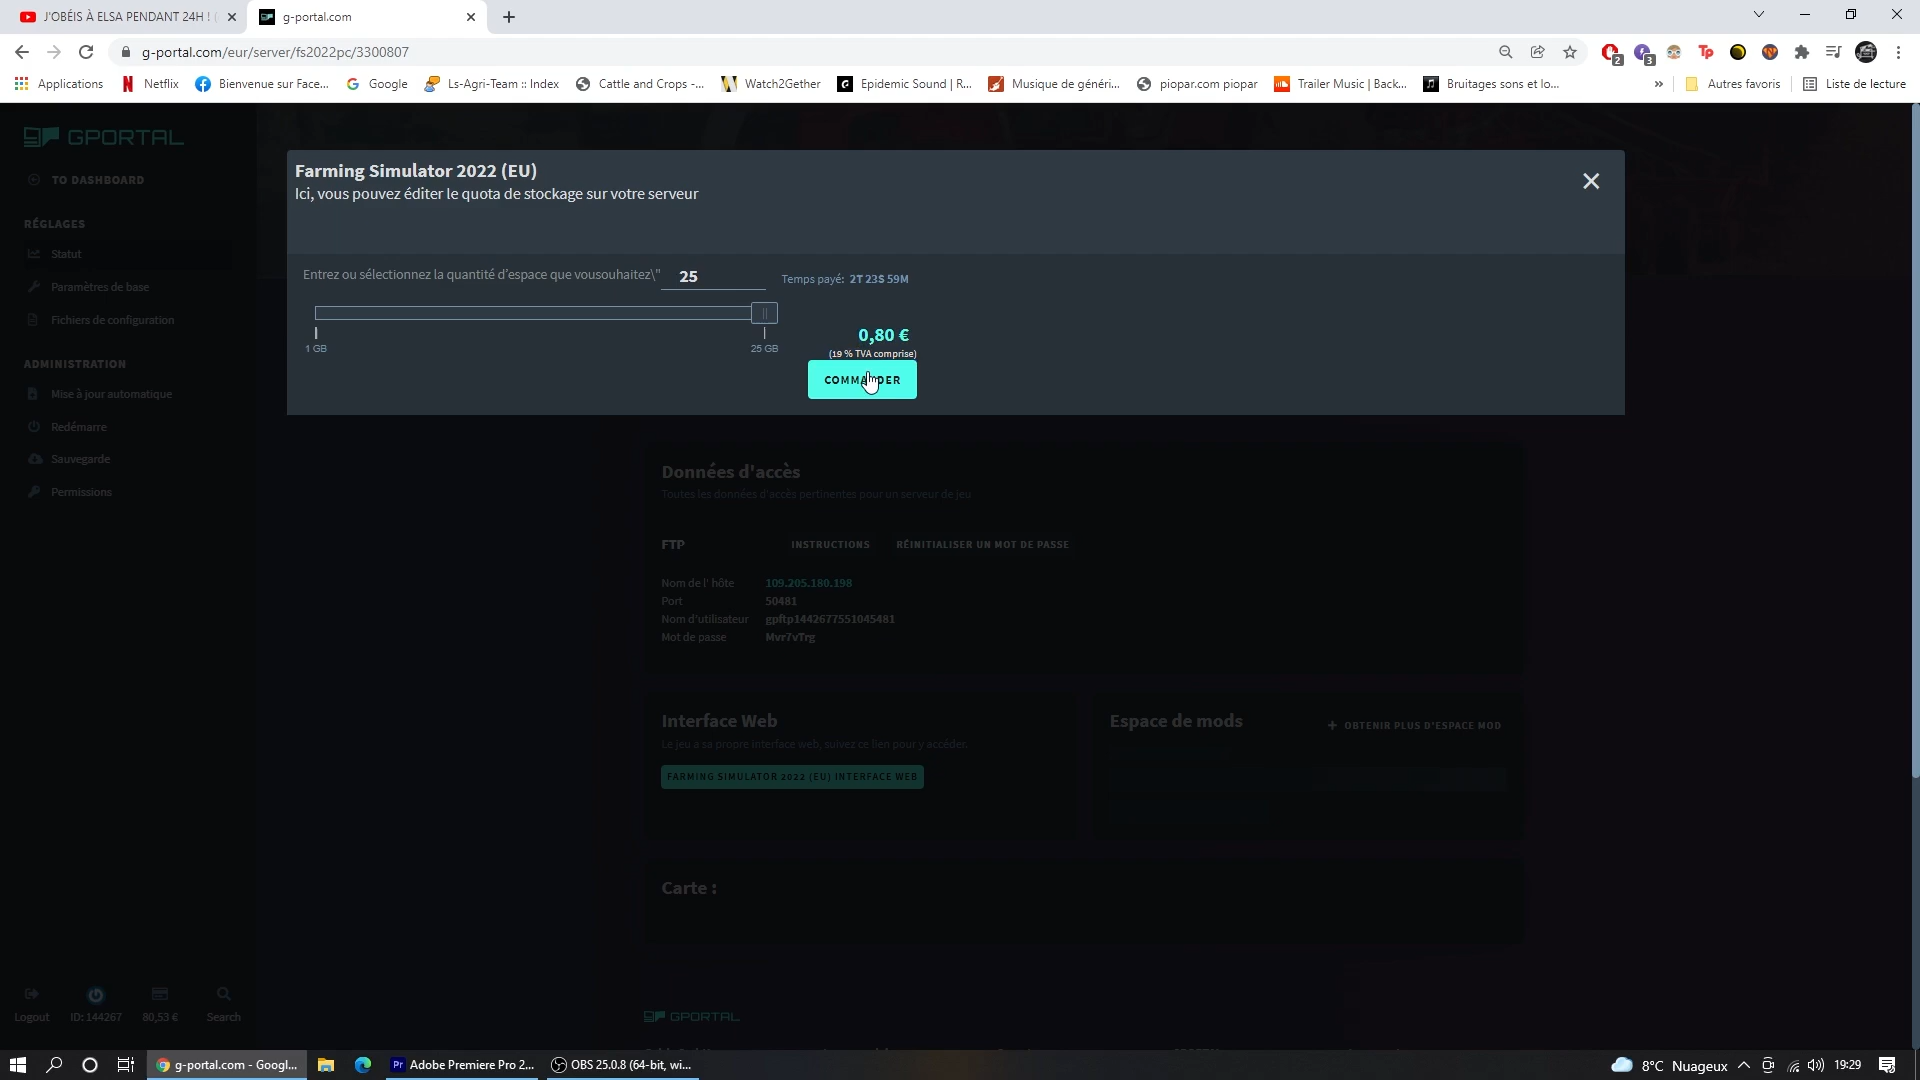 J'OBÉIS À ELSA PENDANT 24H ! (
g-portal.com
g-portal.com/eur/server/fs2022pc/3300807
2
3
Applications
Netflix
Bienvenue sur Face...
Google
Ls-Agri-Team :: Index
Cattle and Crops -...
Watch2Gether
Epidemic Sound | R...
Musique de généri...
piopar.com piopar
Trailer Music | Back...
Bruitages sons et lo...
»
Autres favoris
Liste de lecture
GPORTAL
TO DASHBOARD
RÉGLAGES
Statut
Paramètres de base
Fichiers de configuration
ADMINISTRATION
Mise à jour automatique
Redémarre
Sauvegarde
Permissions
Farming Simulator 2022 (EU)
Ici, vous pouvez éditer le quota de stockage sur votre serveur
Entrez ou sélectionnez la quantité d'espace que vousouhaitez\"
25
Temps payé: 2T 23S 59M
1 GB
25 GB
0,80 €
(19 % TVA comprise)
COMMANDER
Données d'accès
Toutes les données d'accès pertinentes pour un serveur de jeu
FTP
INSTRUCTIONS
RÉINITIALISER UN MOT DE PASSE
Nom de l' hôte 109.205.180.198
Port 50481
Nom d'utilisateur gpftp1442677551045481
Mot de passe Mvr7vTrg
Interface Web
Le jeu a sa propre interface web, suivez ce lien pour y accéder.
FARMING SIMULATOR 2022 (EU) INTERFACE WEB
Espace de mods
+ OBTENIR PLUS D'ESPACE MOD
Carte :
GPORTAL
Logout
ID: 144267
80,53 €
Search
g-portal.com - Googl...
Adobe Premiere Pro 2...
OBS 25.0.8 (64-bit, wi...
8°C Nuageux
19:29